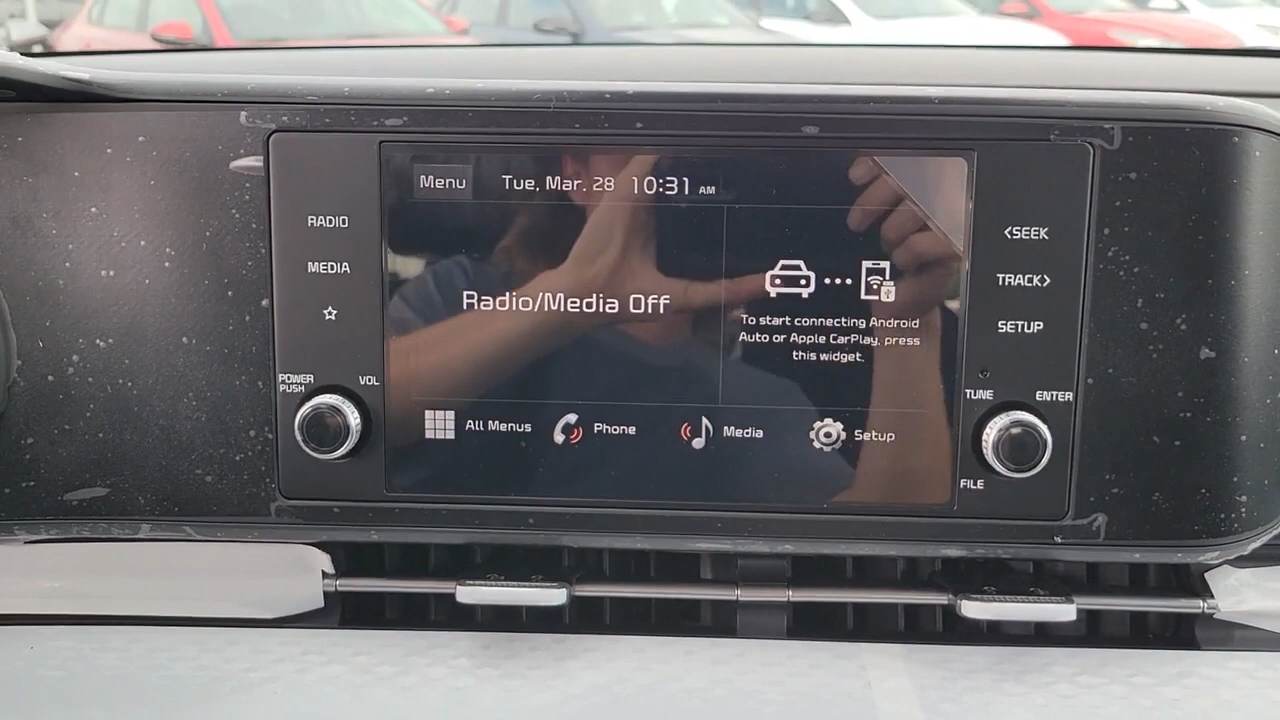 Menu
Tue, Mar. 28 10:31 AM
RADIO
MEDIA
POWER
PUSH
VOL
Radio/Media Off
To start connecting Android
Auto or Apple CarPlay, press
this widget.
All Menus
Phone
Media
Setup
<SEEK
TRACK>
SETUP
TUNE
ENTER
FILE